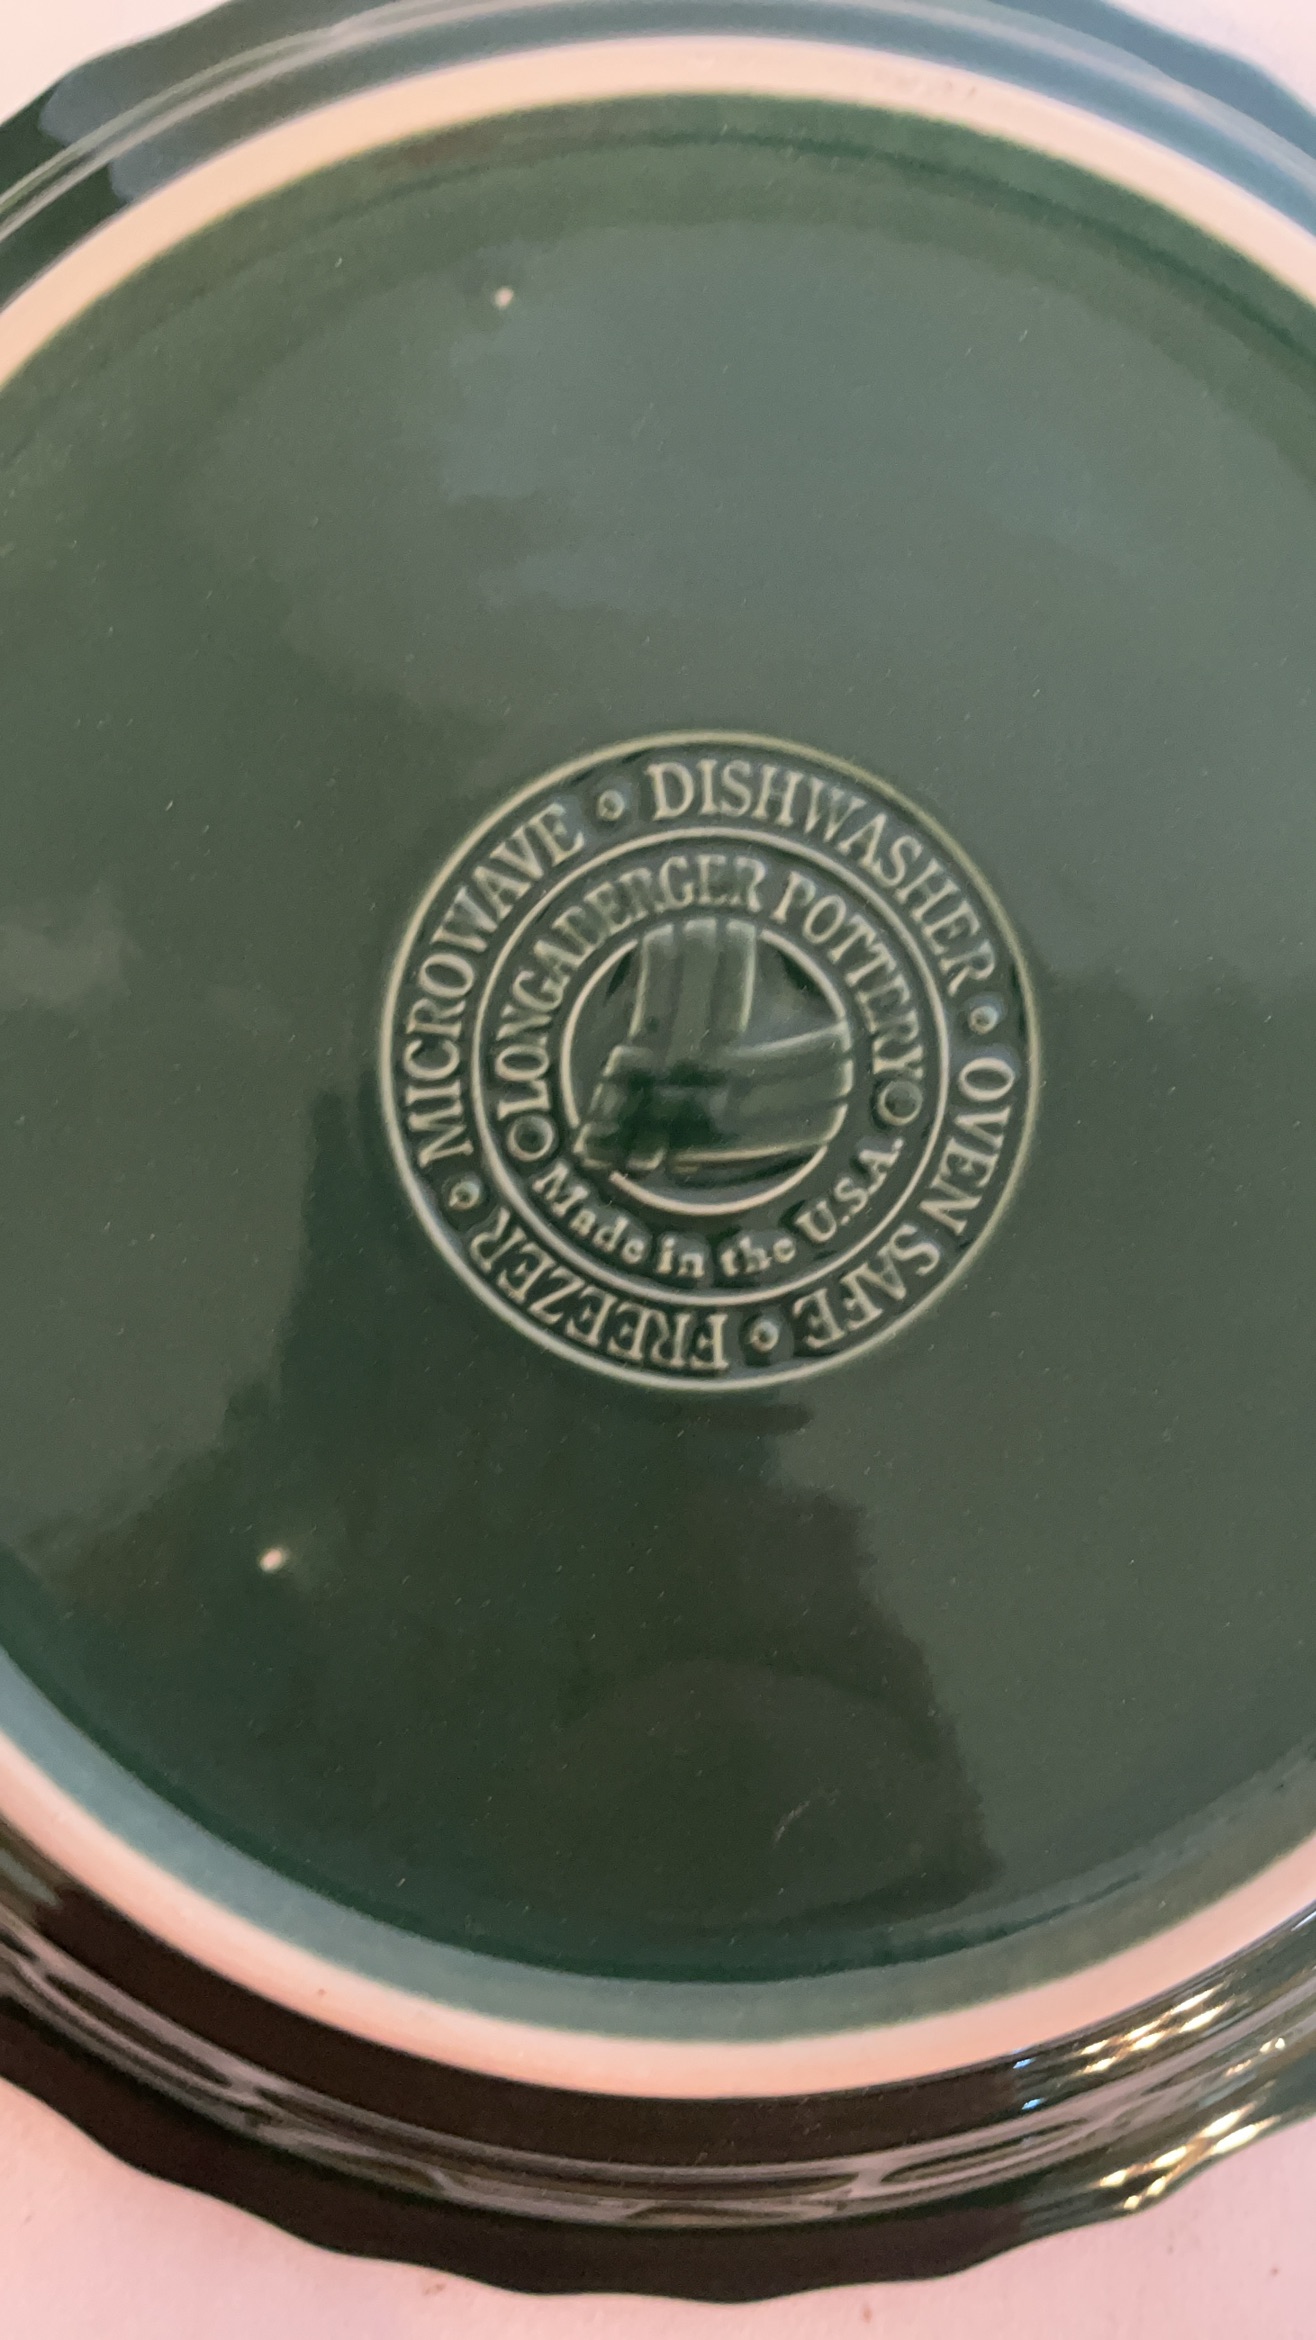 MICROWAVE • DISHWASHER • OVEN SAFE • FREEZER •
LONGABERGER POTTERY
Made in the U.S.A.